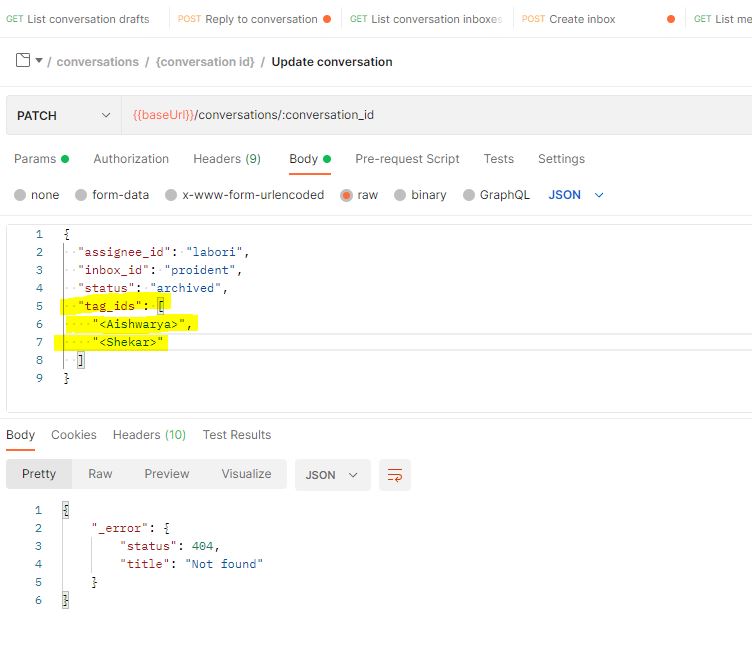 GET List conversation drafts POST Reply to conversation GET List conversation inboxes POST Create inbox GET List me
/ conversations / {conversation id} / Update conversation
PATCH {{baseUrl}}/conversations/:conversation_id
Params Authorization Headers (9) Body Pre-request Script Tests Settings
none form-data x-www-form-urlencoded raw binary GraphQL JSON
1 {
2 "assignee_id": "labori",
3 "inbox_id": "proident",
4 "status": "archived",
5 "tag_ids": [
6 "<Aishwarya>",
7 "<Shekar>"
8 ]
9 }
Body Cookies Headers (10) Test Results
Pretty Raw Preview Visualize JSON
1 {
2 "_error": {
3 "status": 404,
4 "title": "Not found"
5 }
6 }